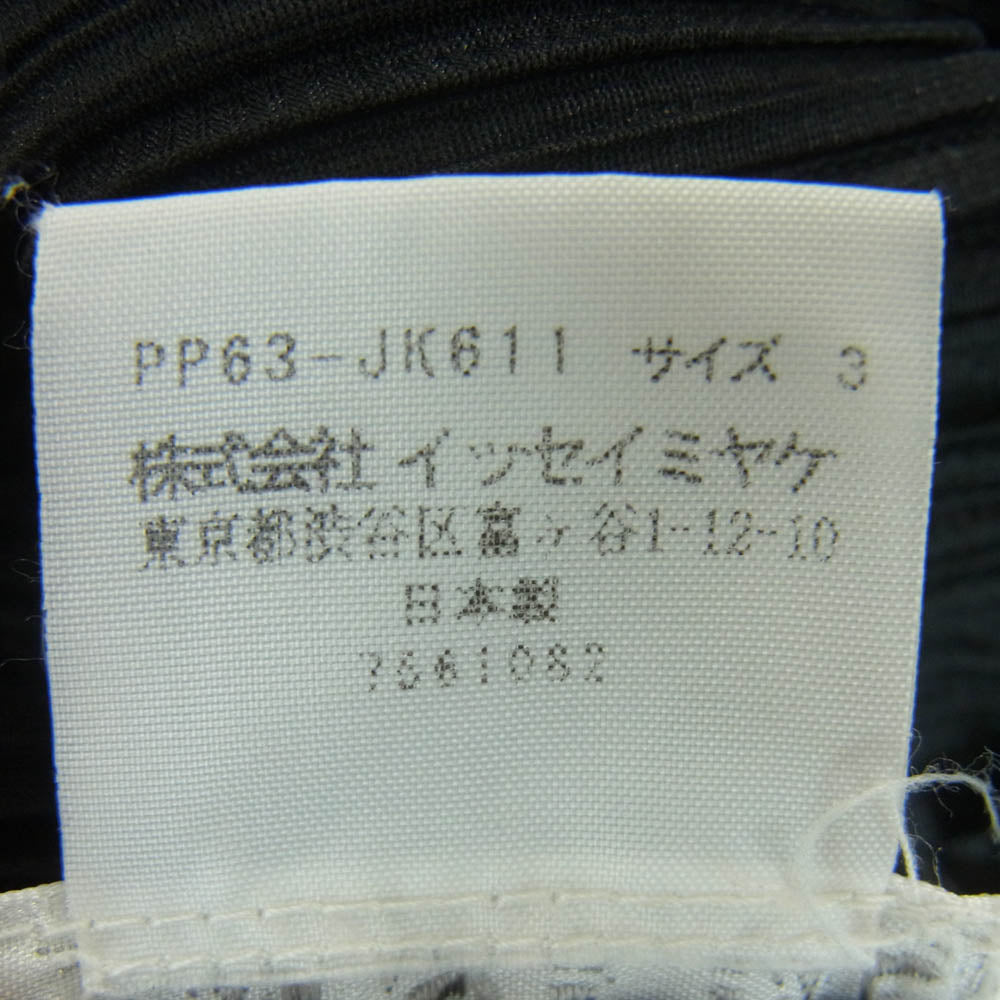 PP63-JK611 サイズ 3
株式会社 イッセイミヤケ
東京都渋谷区富ヶ谷1-12-10
日本製
7561082